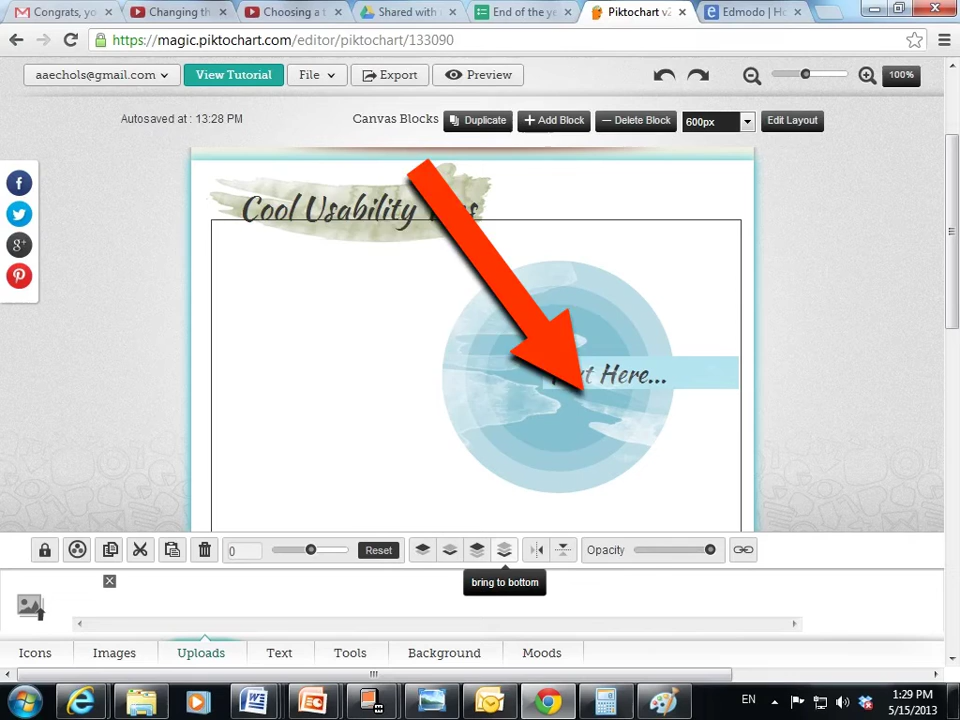 Congrats, yo
Changing th
Choosing a t
Shared with
End of the ye
Piktochart v2
Edmodo | Ho
https://magic.piktochart.com/editor/piktochart/133090
aaechols@gmail.com
View Tutorial
File
Export
Preview
100%
Autosaved at : 13:28 PM
Canvas Blocks
Duplicate
Add Block
Delete Block
600px
Edit Layout
Cool Usability
Here...
0
Reset
Opacity
bring to bottom
Icons
Images
Uploads
Text
Tools
Background
Moods
EN
1:29 PM
5/15/2013